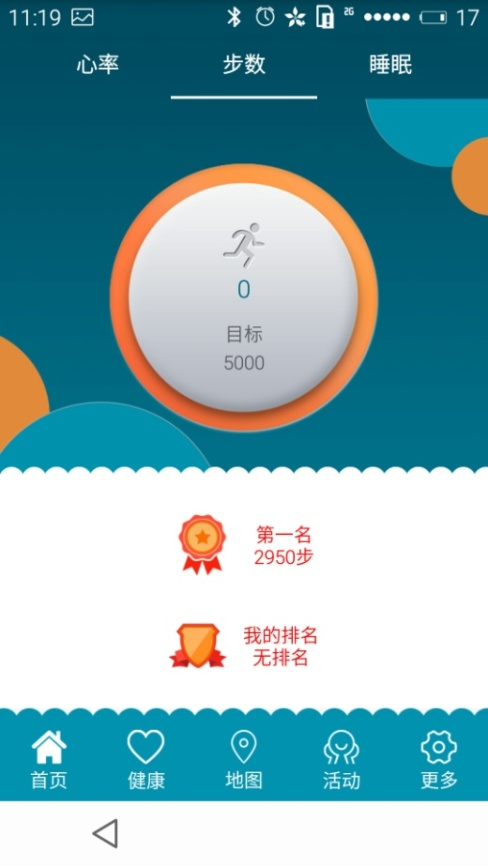 11:19 2G 17
心率 步数 睡眠
0
目标
5000
第一名
2950步
我的排名
无排名
首页 健康 地图 活动 更多